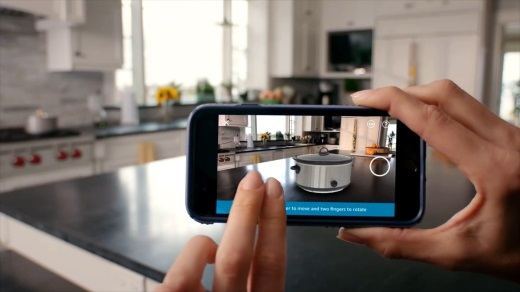 to move and two fingers to rotate